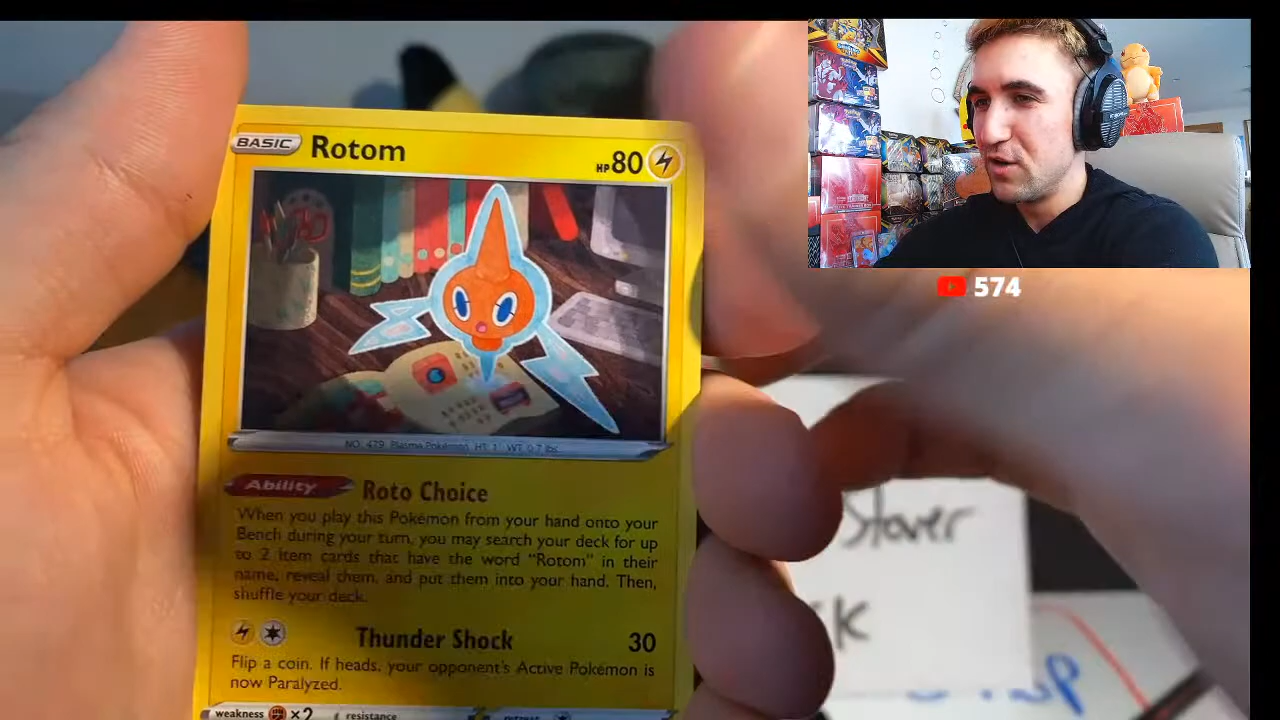 BASIC Rotom HP 80
574
NO. 479 Plasma Pokémon HT: 1' WT: 0.7 lbs.
Ability Roto Choice
When you play this Pokémon from your hand onto your
Bench during your turn, you may search your deck for up
to 2 Item cards that have the word "Rotom" in their
name, reveal them, and put them into your hand. Then,
shuffle your deck.
Thunder Shock 30
Flip a coin. If heads, your opponent's Active Pokémon is
now Paralyzed.
weakness ×2 resistance retreat
Stover